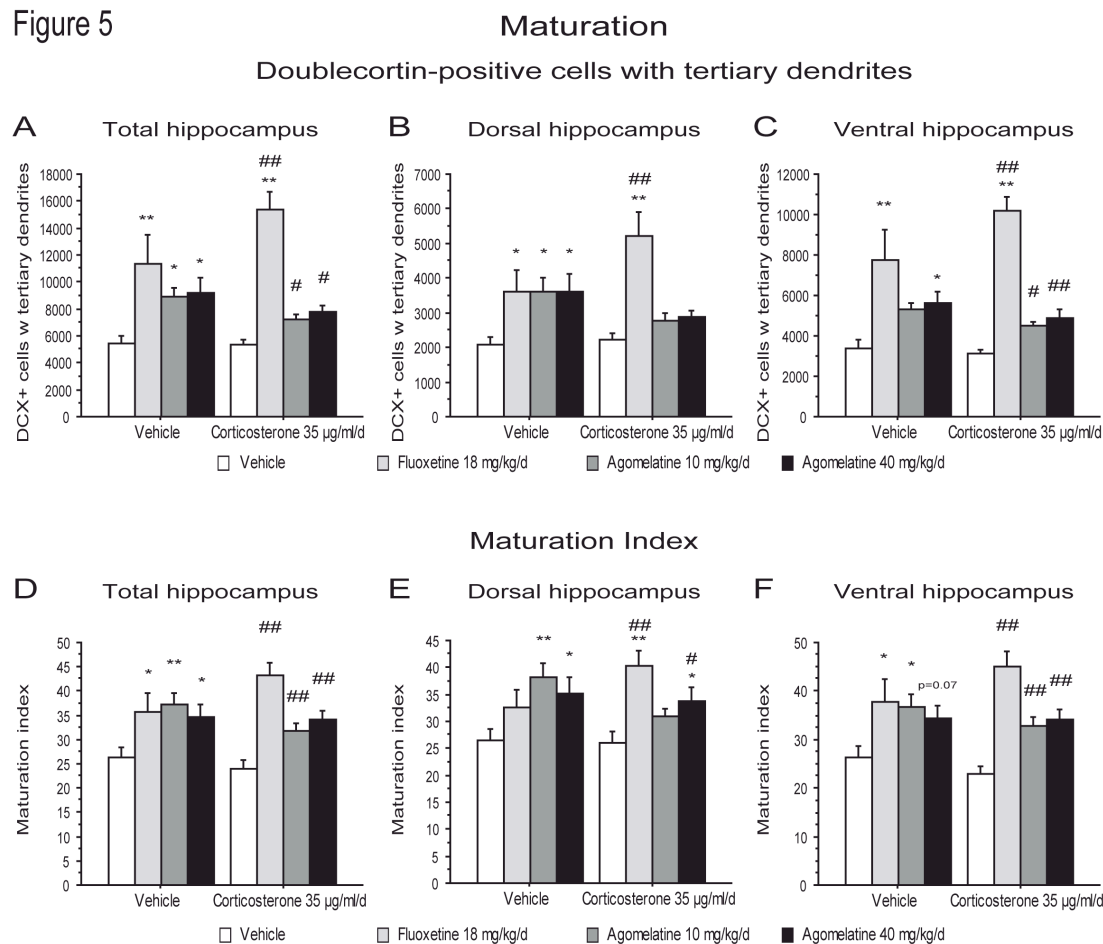 Figure 5
Maturation
Doublecortin-positive cells with tertiary dendrites
A Total hippocampus
DCX+ cells w tertiary dendrites
18000
16000
14000
12000
10000
8000
6000
4000
2000
0
**
*
*
##
**
#
#
Vehicle
Corticosterone 35 µg/ml/d
B Dorsal hippocampus
DCX+ cells w tertiary dendrites
7000
6000
5000
4000
3000
2000
1000
0
*
*
*
##
**
Vehicle
Corticosterone 35 µg/ml/d
C Ventral hippocampus
DCX+ cells w tertiary dendrites
12000
10000
8000
6000
4000
2000
0
**
*
##
**
#
##
Vehicle
Corticosterone 35 µg/ml/d
Vehicle
Fluoxetine 18 mg/kg/d
Agomelatine 10 mg/kg/d
Agomelatine 40 mg/kg/d
Maturation Index
D Total hippocampus
Maturation index
50
45
40
35
30
25
20
15
10
5
0
*
**
*
##
##
##
Vehicle
Corticosterone 35 µg/ml/d
E Dorsal hippocampus
Maturation index
45
40
35
30
25
20
15
10
5
0
**
*
##
**
#
*
Vehicle
Corticosterone 35 µg/ml/d
F Ventral hippocampus
Maturation index
50
40
30
20
10
0
*
*
p=0.07
##
##
##
Vehicle
Corticosterone 35 µg/ml/d
Vehicle
Fluoxetine 18 mg/kg/d
Agomelatine 10 mg/kg/d
Agomelatine 40 mg/kg/d